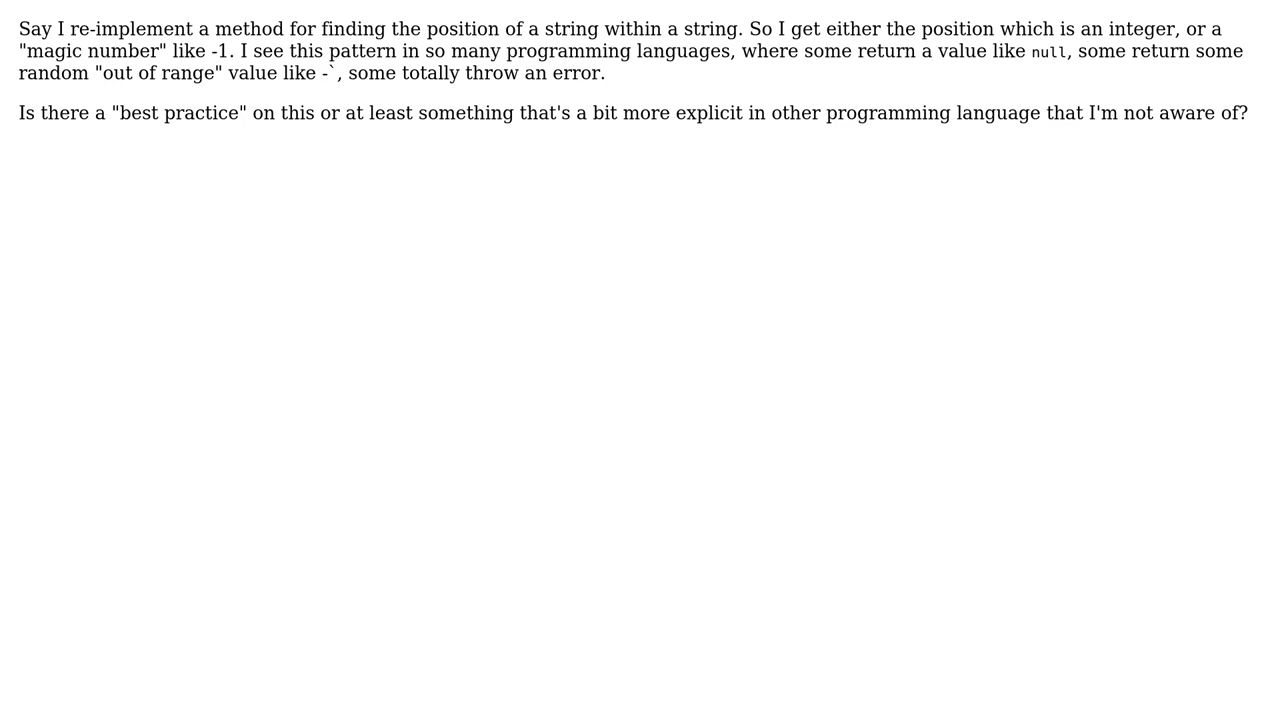 Say I re-implement a method for finding the position of a string within a string. So I get either the position which is an integer, or a
"magic number" like -1. I see this pattern in so many programming languages, where some return a value like null, some return some
random "out of range" value like -`, some totally throw an error.
Is there a "best practice" on this or at least something that's a bit more explicit in other programming language that I'm not aware of?